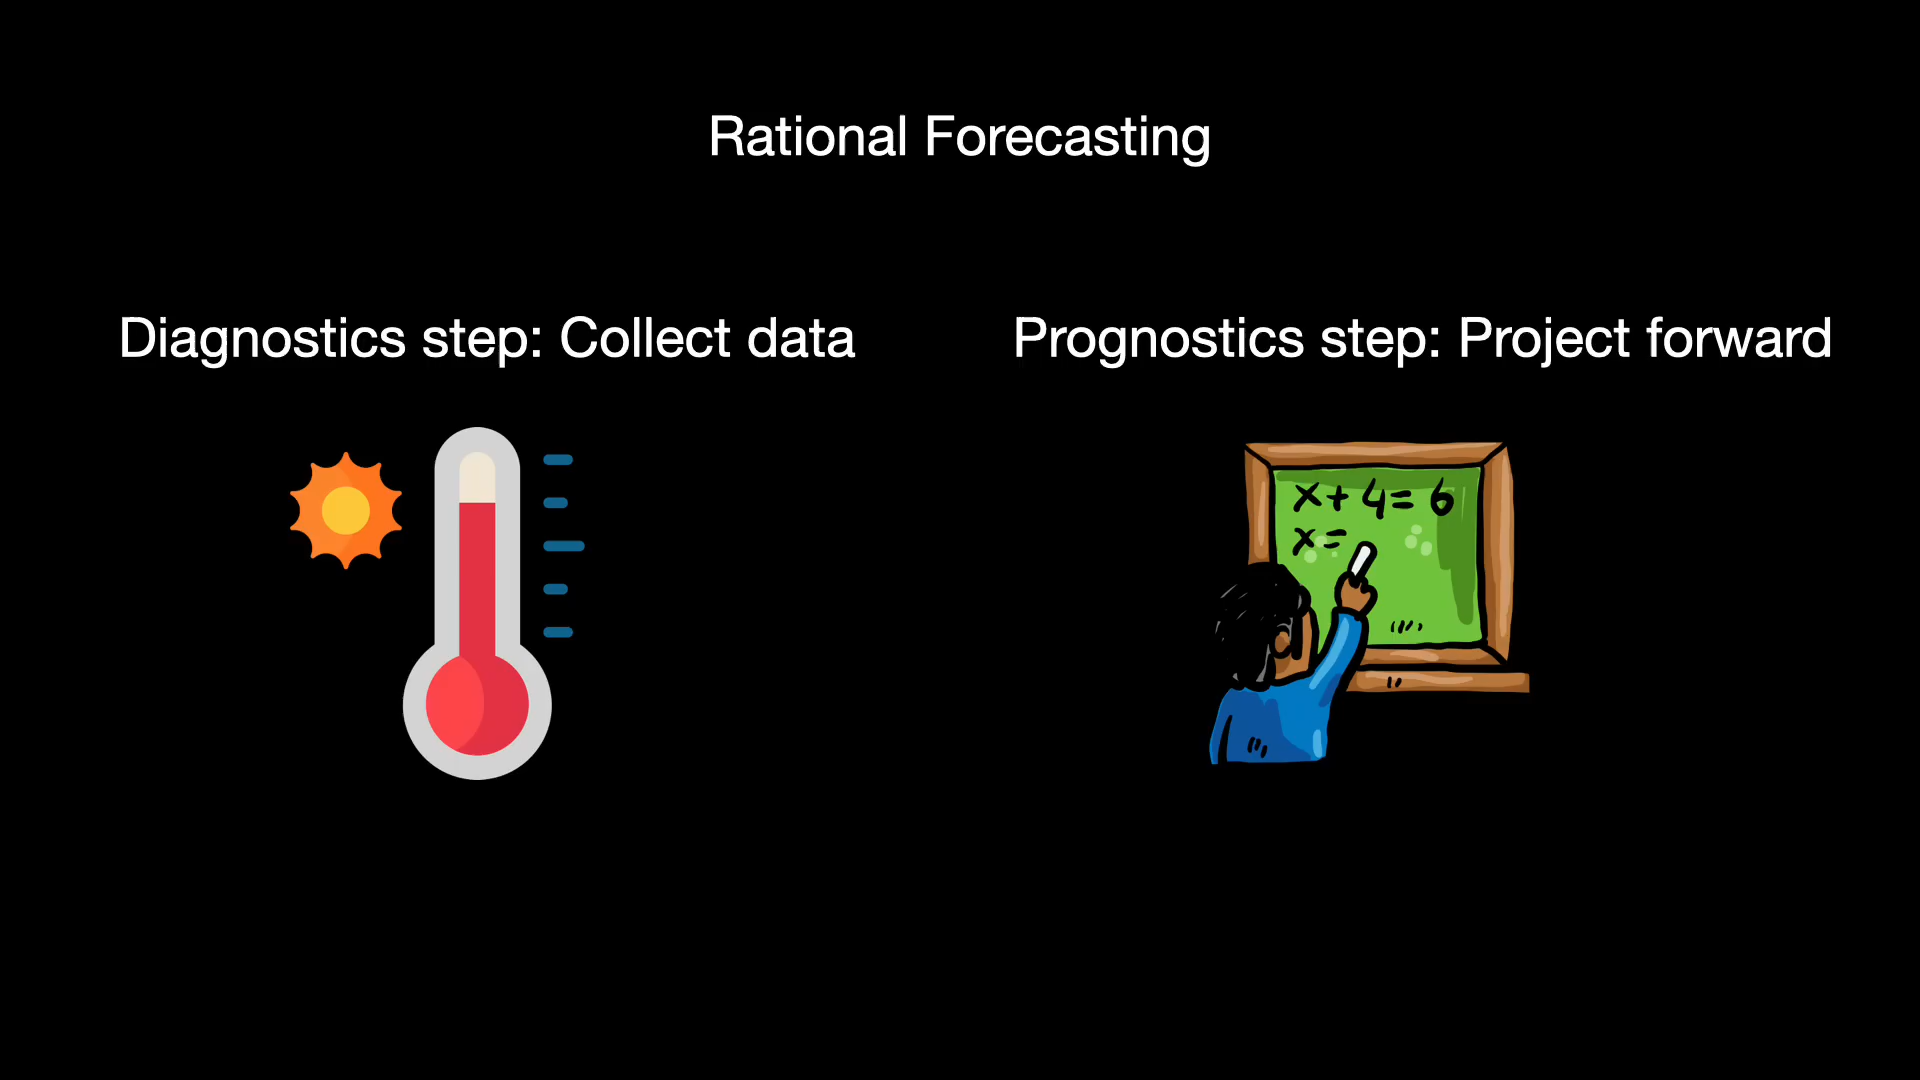 Rational Forecasting
Diagnostics step: Collect data
Prognostics step: Project forward
x + 4 = 6
x =